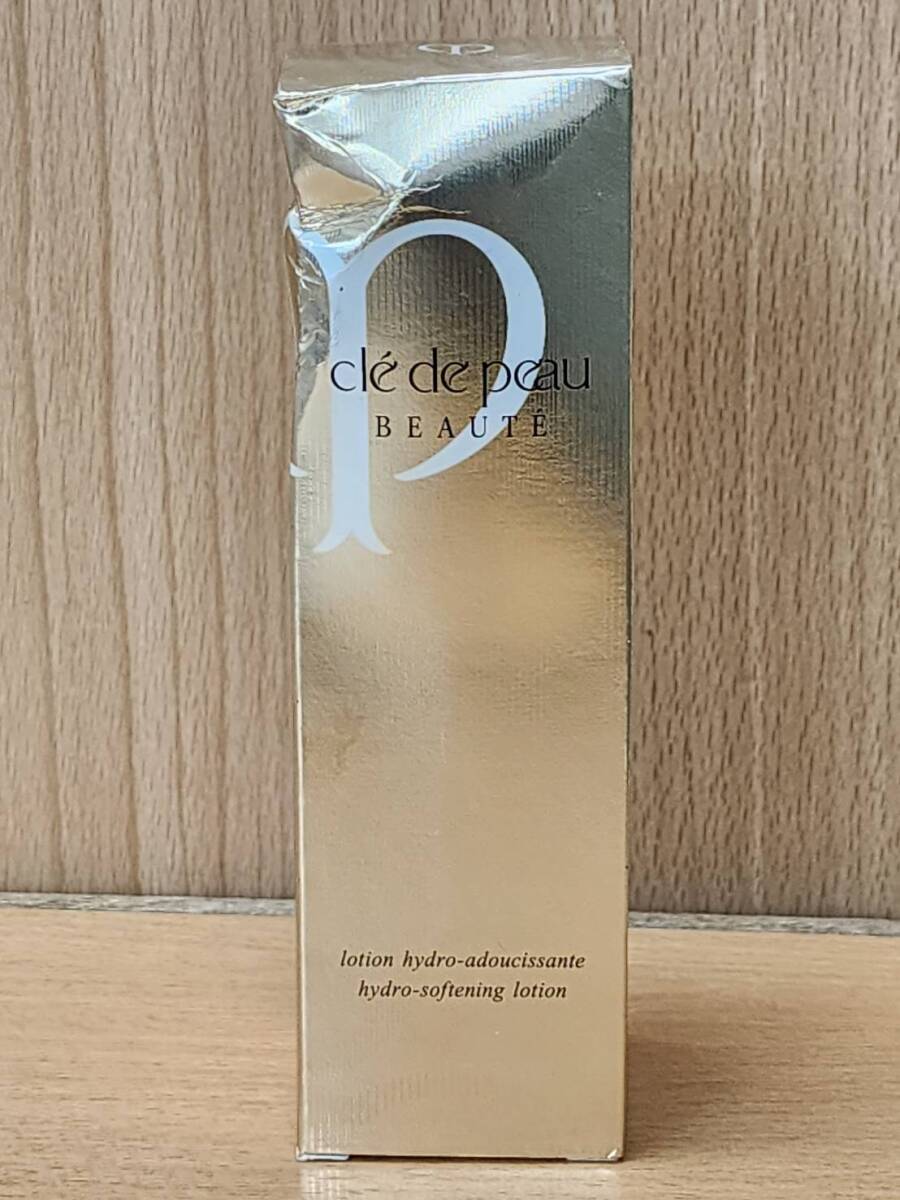 clé de peau
BEAUTÉ
lotion hydro-adoucissante
hydro-softening lotion